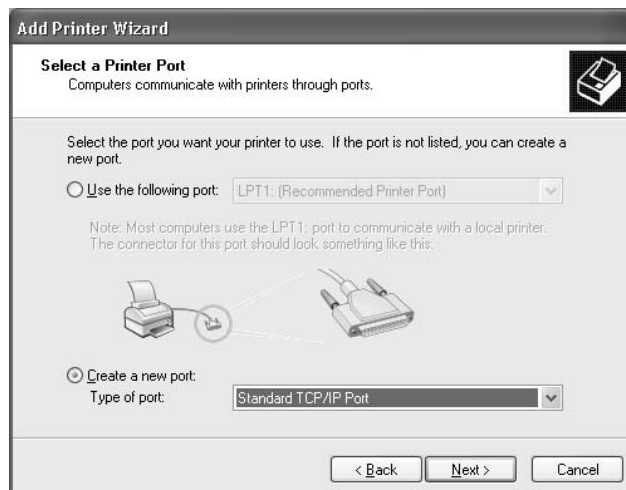 Add Printer Wizard
Select a Printer Port
Computers communicate with printers through ports.
Select the port you want your printer to use. If the port is not listed, you can create a
new port.
Use the following port: LPT1: (Recommended Printer Port)
Note: Most computers use the LPT1: port to communicate with a local printer.
The connector for this port should look something like this:
Create a new port:
Type of port: Standard TCP/IP Port
< Back Next > Cancel